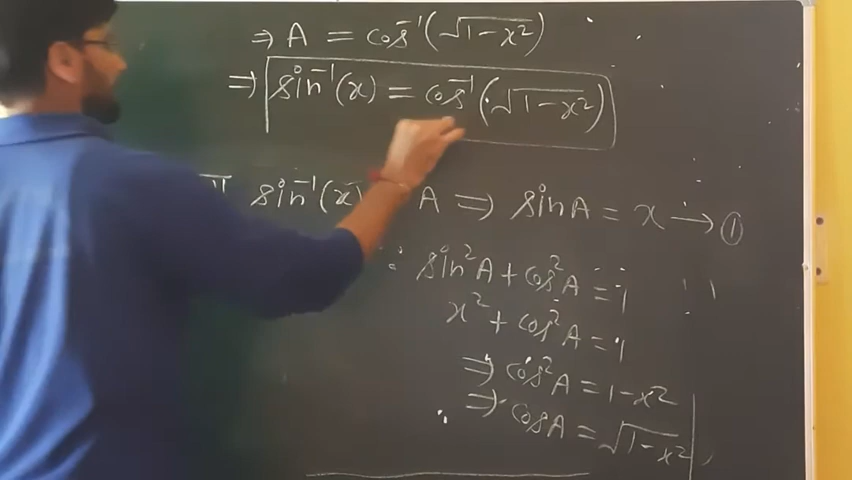 ⇒ A = cos⁻¹(√1-x²)
⇒ sin⁻¹(x) = cos⁻¹(√1-x²)
II sin⁻¹(x) A ⇒ sinA = x → ①
∵ sin²A + cos²A = 1
x² + cos²A = 1
⇒ cos²A = 1-x²
⇒ cosA = √1-x²